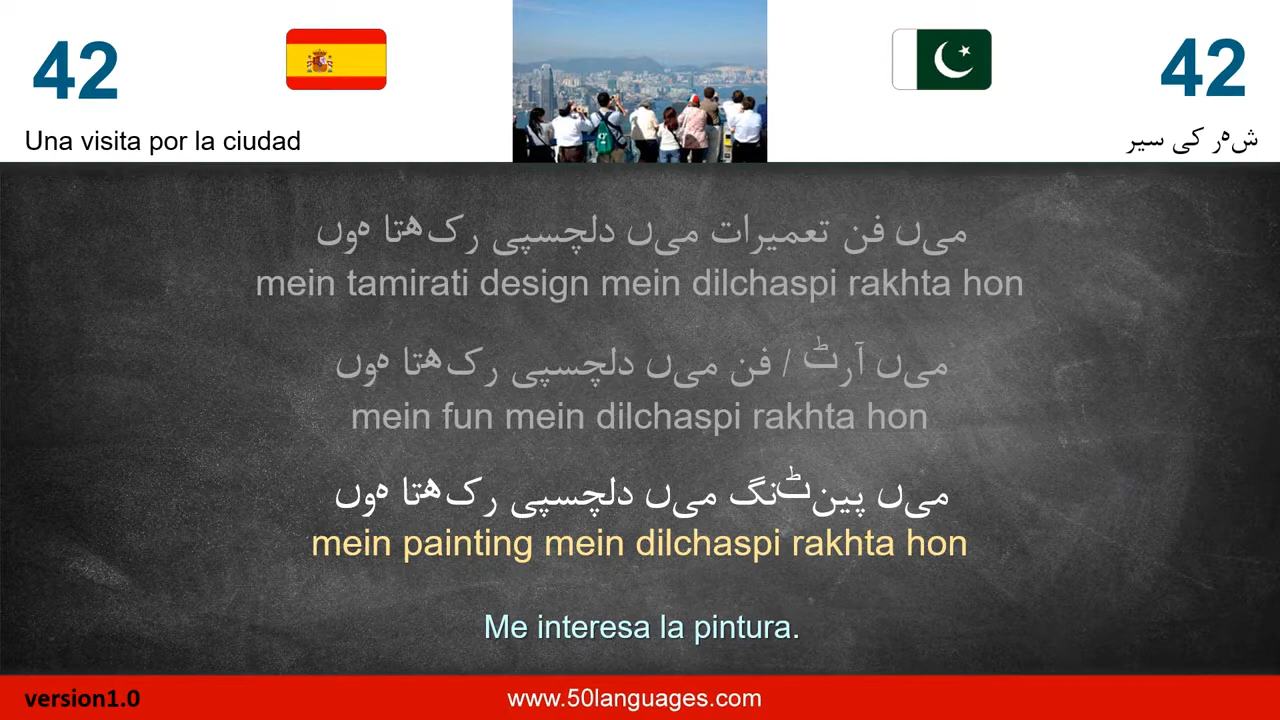 42
42
Una visita por la ciudad
شہر کی سیر
میں فن تعمیرات میں دلچسپی رکھتا ہوں
mein tamirati design mein dilchaspi rakhta hon
میں آرٹ / فن میں دلچسپی رکھتا ہوں
mein fun mein dilchaspi rakhta hon
میں پینٹنگ میں دلچسپی رکھتا ہوں
mein painting mein dilchaspi rakhta hon
Me interesa la pintura.
version1.0
www.50languages.com